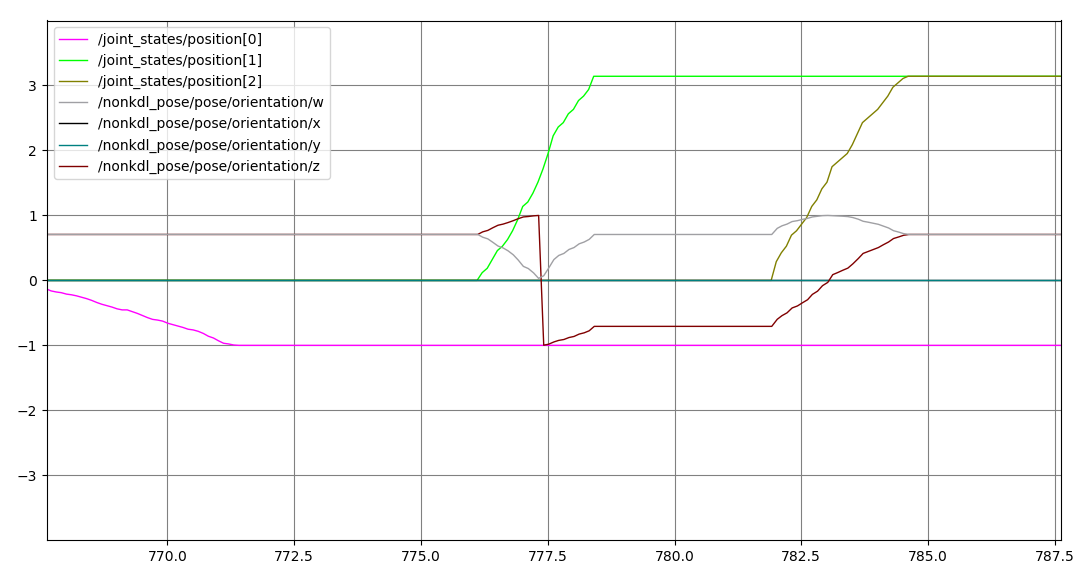 /joint_states/position[0]
/joint_states/position[1]
/joint_states/position[2]
/nonkdl_pose/pose/orientation/w
/nonkdl_pose/pose/orientation/x
/nonkdl_pose/pose/orientation/y
/nonkdl_pose/pose/orientation/z
3
2
1
0
−1
−2
−3
770.0 772.5 775.0 777.5 780.0 782.5 785.0 787.5